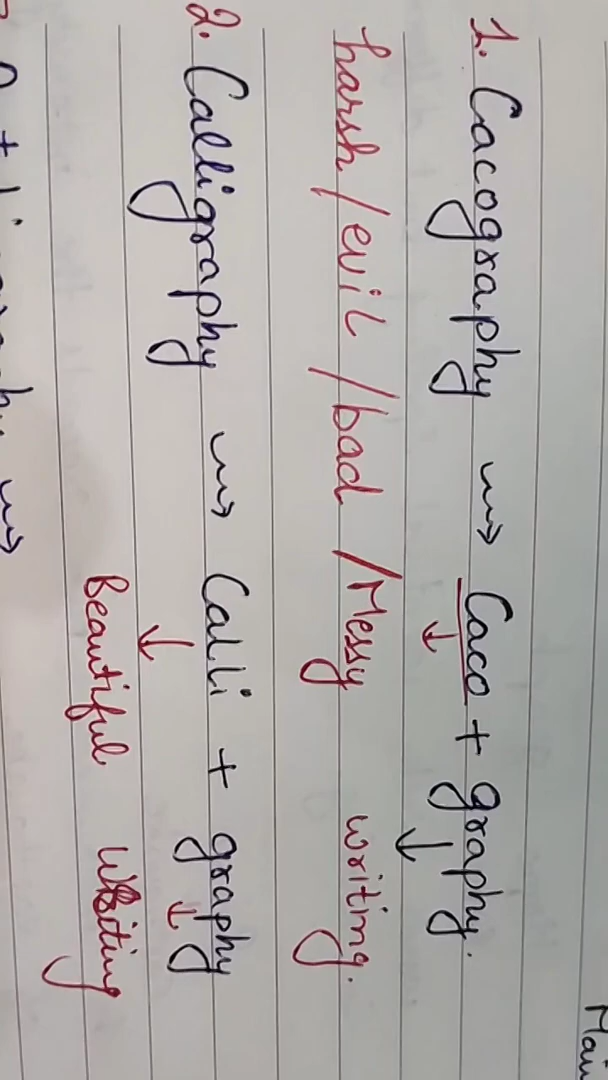 1. Cacography ⇝ Caco + graphy.
harsh / evil / bad / Messy writing.
2. Calligraphy ⇝ Calli + graphy
Beautiful Writing